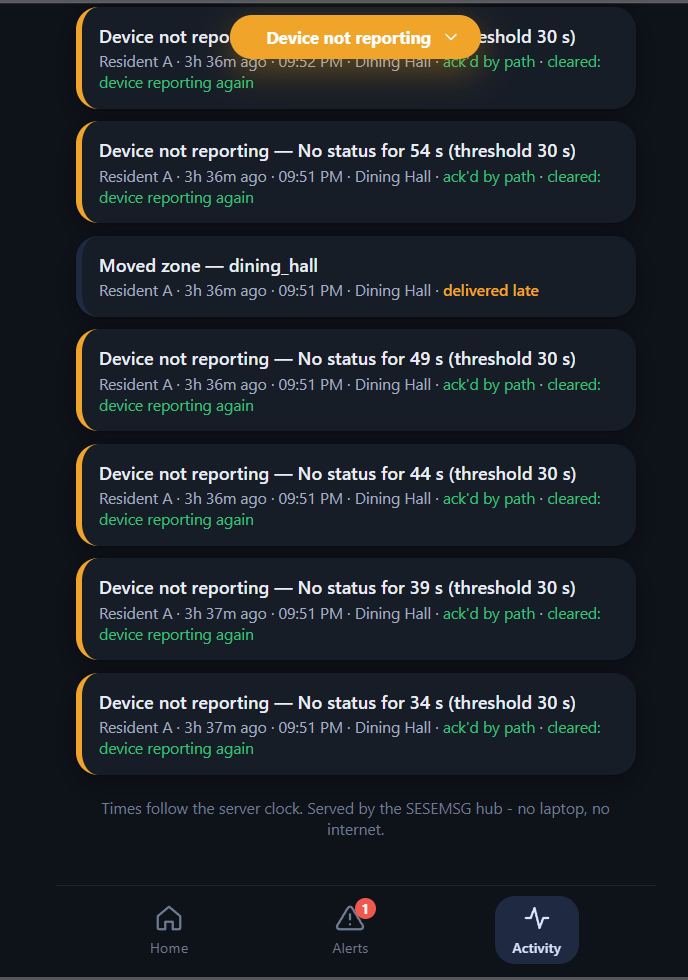 Device not reporting
Device not repo eshold 30 s)
Resident A · 3h 36m ago · 09:52 PM · Dining Hall · ack'd by path · cleared:
device reporting again
Device not reporting — No status for 54 s (threshold 30 s)
Resident A · 3h 36m ago · 09:51 PM · Dining Hall · ack'd by path · cleared:
device reporting again
Moved zone — dining_hall
Resident A · 3h 36m ago · 09:51 PM · Dining Hall · delivered late
Device not reporting — No status for 49 s (threshold 30 s)
Resident A · 3h 36m ago · 09:51 PM · Dining Hall · ack'd by path · cleared:
device reporting again
Device not reporting — No status for 44 s (threshold 30 s)
Resident A · 3h 36m ago · 09:51 PM · Dining Hall · ack'd by path · cleared:
device reporting again
Device not reporting — No status for 39 s (threshold 30 s)
Resident A · 3h 37m ago · 09:51 PM · Dining Hall · ack'd by path · cleared:
device reporting again
Device not reporting — No status for 34 s (threshold 30 s)
Resident A · 3h 37m ago · 09:51 PM · Dining Hall · ack'd by path · cleared:
device reporting again
Times follow the server clock. Served by the SESEMSG hub - no laptop, no
internet.
1
Home Alerts Activity